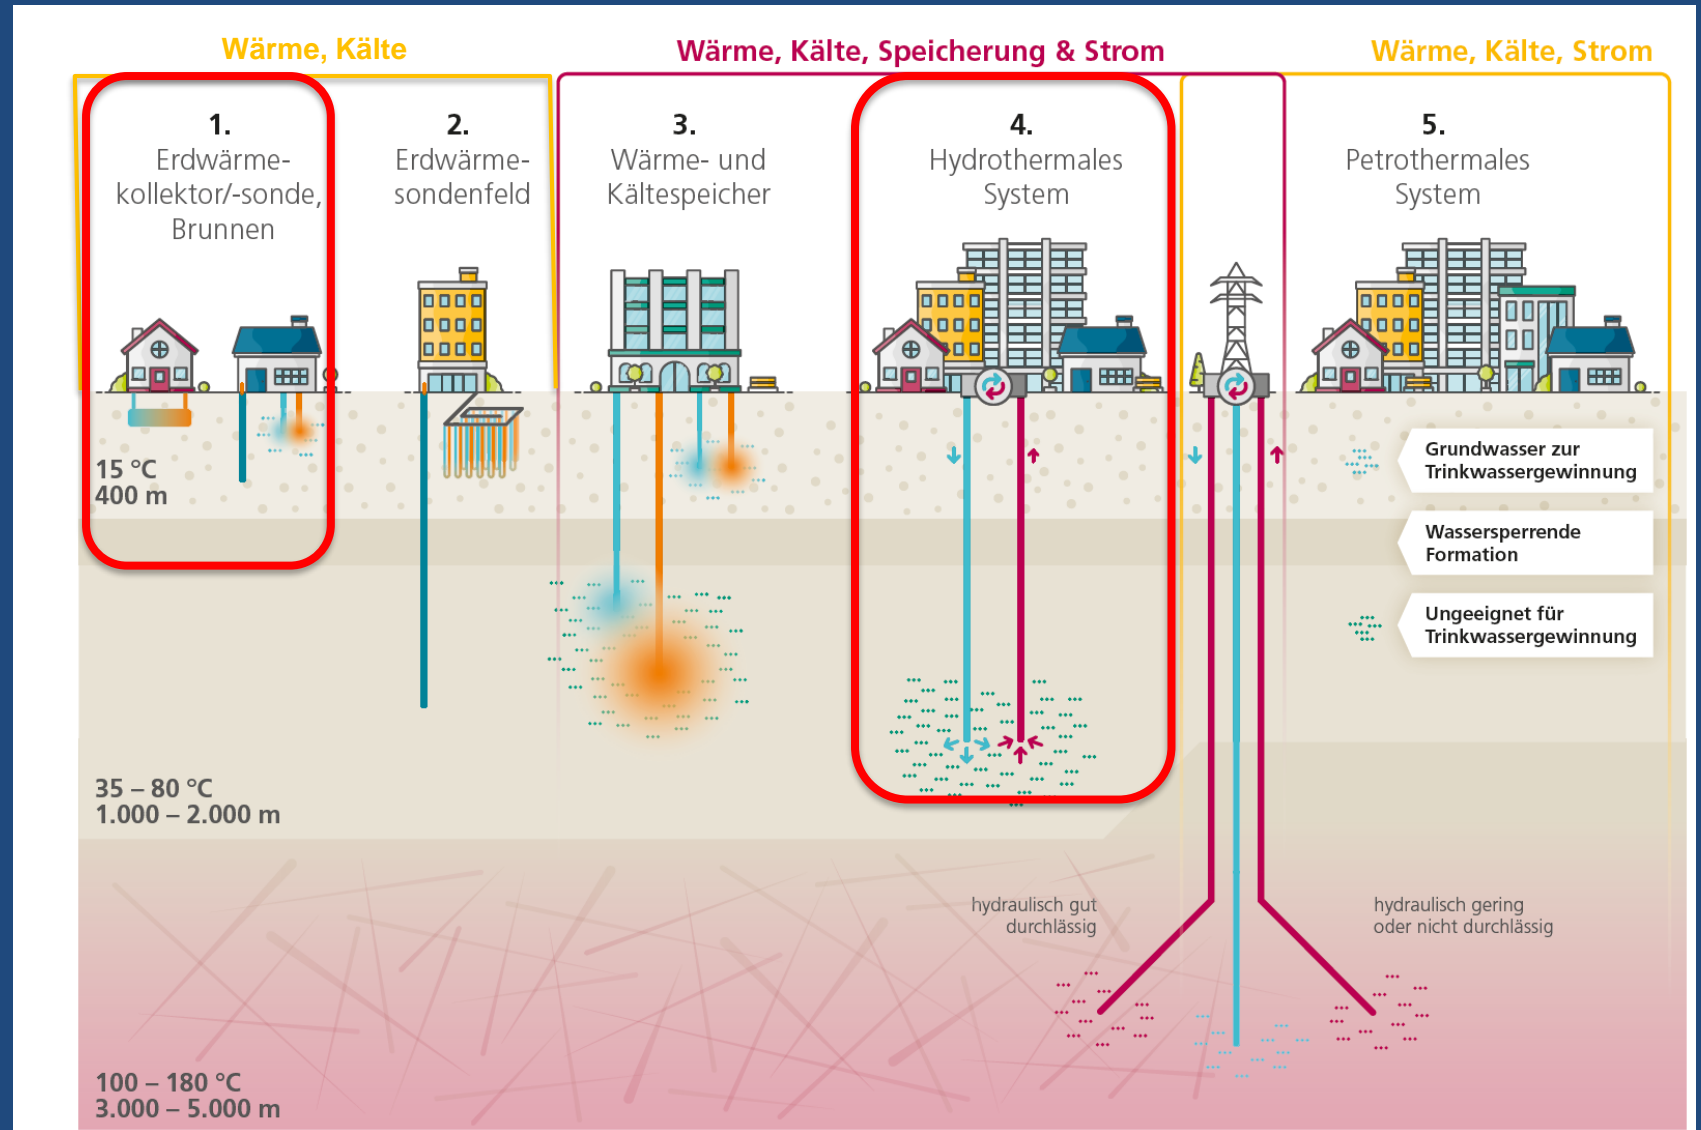 Wärme, Kälte
Wärme, Kälte, Speicherung & Strom
Wärme, Kälte, Strom
1.
Erdwärme-
kollektor/-sonde,
Brunnen
2.
Erdwärme-
sondenfeld
3.
Wärme- und
Kältespeicher
4.
Hydrothermales
System
5.
Petrothermales
System
15 °C
400 m
Grundwasser zur
Trinkwassergewinnung
Wassersperrende
Formation
Ungeeignet für
Trinkwassergewinnung
35 – 80 °C
1.000 – 2.000 m
hydraulisch gut
durchlässig
hydraulisch gering
oder nicht durchlässig
100 – 180 °C
3.000 – 5.000 m